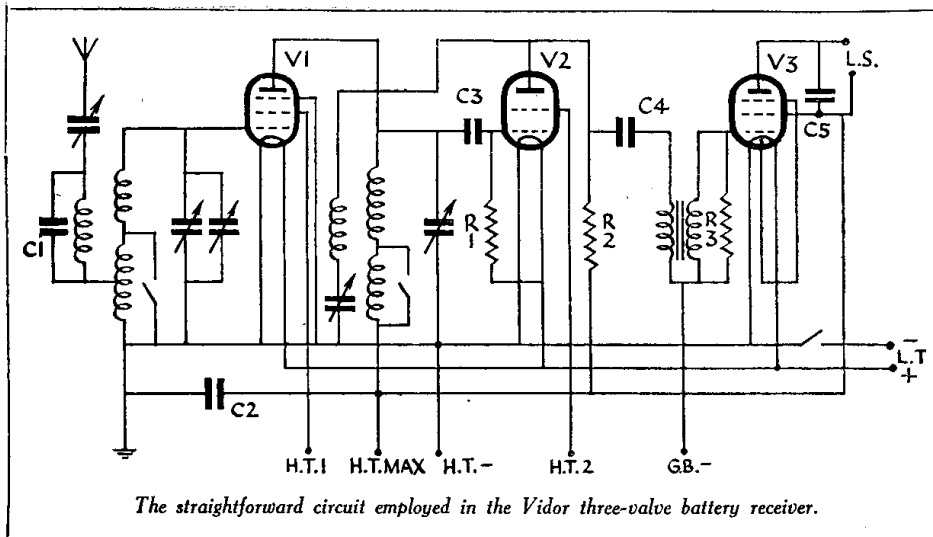 V1
V2
V3
L.S.
C3
C4
C5
C1
R
1
R
2
R
3
-
L.T
+
C2
H.T.1
H.T.MAX
H.T.-
H.T.2
G.B.-
The straightforward circuit employed in the Vidor three-valve battery receiver.